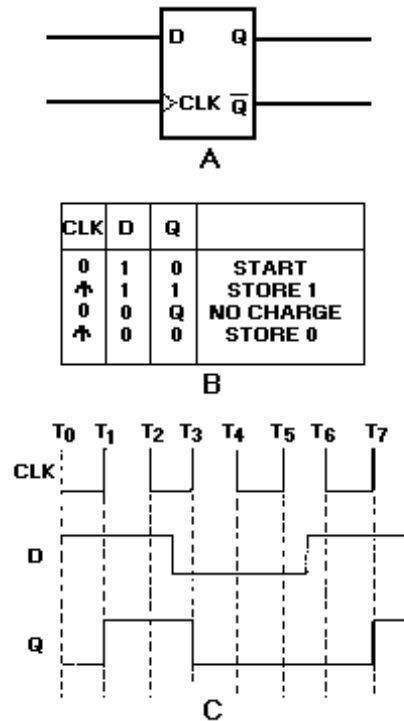 D Q
>CLK Q̅
A
CLK D Q
0 1 0 START
↑ 1 1 STORE 1
0 0 Q NO CHARGE
↑ 0 0 STORE 0
B
T₀ T₁ T₂ T₃ T₄ T₅ T₆ T₇
CLK
D
Q
C